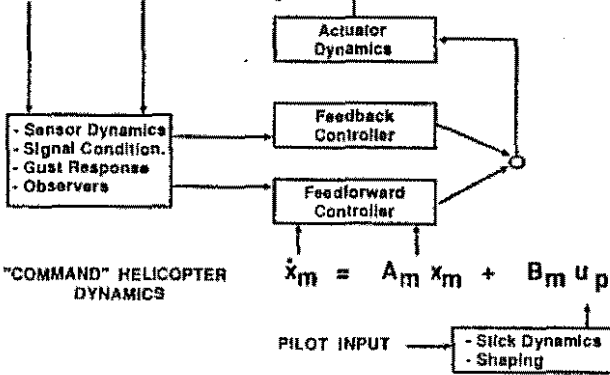 Actuator
Dynamics
- Sensor Dynamics
- Signal Condition.
- Gust Response
- Observers
Feedback
Controller
Feedforward
Controller
"COMMAND" HELICOPTER
DYNAMICS
ẋm = Am xm + Bm up
PILOT INPUT
- Stick Dynamics
- Shaping